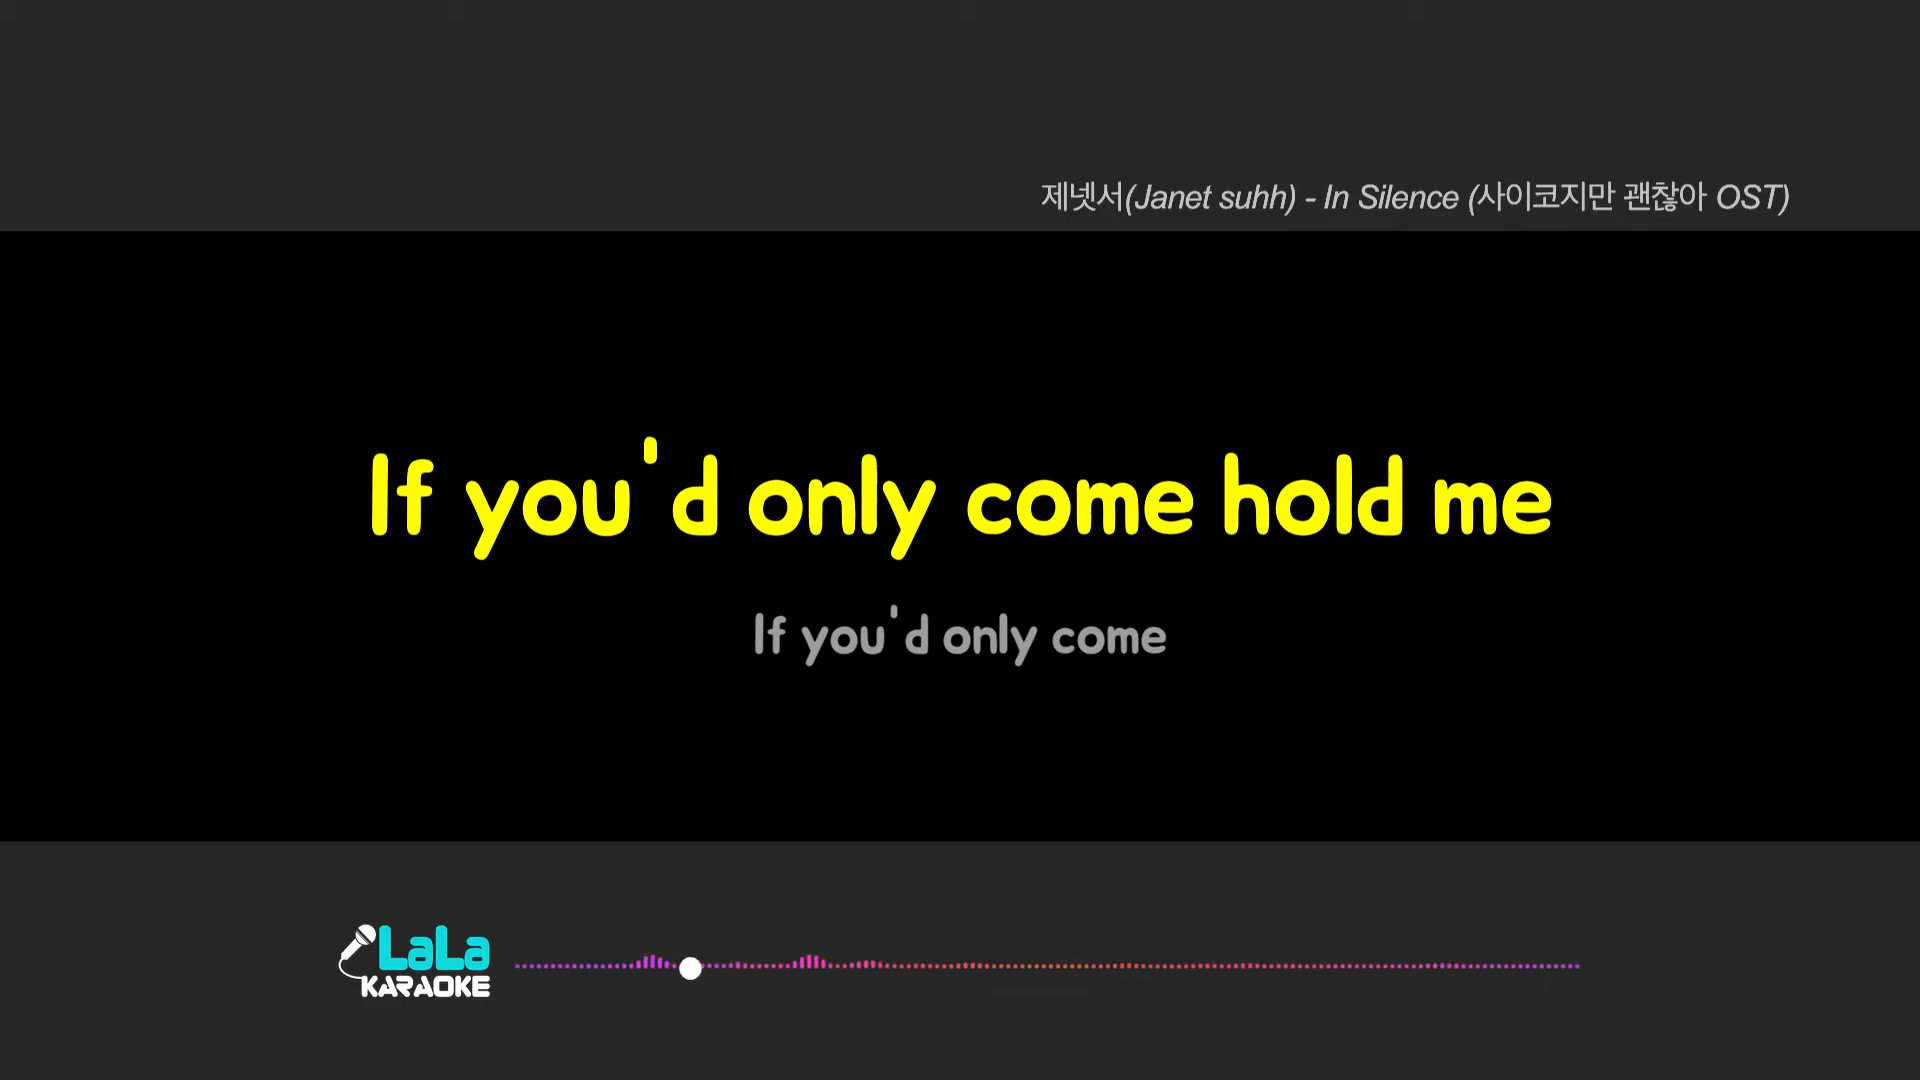 제넷서(Janet suhh) - In Silence (사이코지만 괜찮아 OST)
If you'd only come hold me
If you'd only come
LaLa
KARAOKE